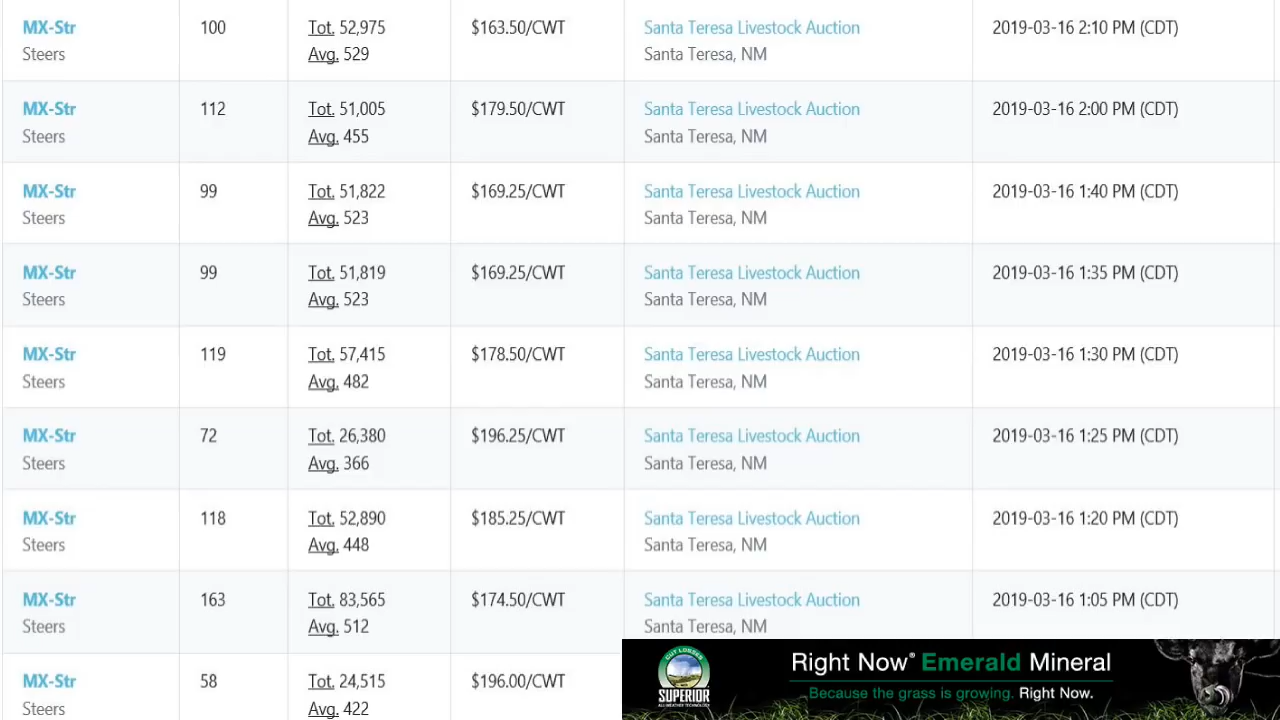 MX-Str 100 Tot. 52,975 $163.50/CWT Santa Teresa Livestock Auction 2019-03-16 2:10 PM (CDT)
Steers Avg. 529 Santa Teresa, NM
MX-Str 112 Tot. 51,005 $179.50/CWT Santa Teresa Livestock Auction 2019-03-16 2:00 PM (CDT)
Steers Avg. 455 Santa Teresa, NM
MX-Str 99 Tot. 51,822 $169.25/CWT Santa Teresa Livestock Auction 2019-03-16 1:40 PM (CDT)
Steers Avg. 523 Santa Teresa, NM
MX-Str 99 Tot. 51,819 $169.25/CWT Santa Teresa Livestock Auction 2019-03-16 1:35 PM (CDT)
Steers Avg. 523 Santa Teresa, NM
MX-Str 119 Tot. 57,415 $178.50/CWT Santa Teresa Livestock Auction 2019-03-16 1:30 PM (CDT)
Steers Avg. 482 Santa Teresa, NM
MX-Str 72 Tot. 26,380 $196.25/CWT Santa Teresa Livestock Auction 2019-03-16 1:25 PM (CDT)
Steers Avg. 366 Santa Teresa, NM
MX-Str 118 Tot. 52,890 $185.25/CWT Santa Teresa Livestock Auction 2019-03-16 1:20 PM (CDT)
Steers Avg. 448 Santa Teresa, NM
MX-Str 163 Tot. 83,565 $174.50/CWT Santa Teresa Livestock Auction 2019-03-16 1:05 PM (CDT)
Steers Avg. 512 Santa Teresa, NM
MX-Str 58 Tot. 24,515 $196.00/CWT
Steers Avg. 422
CUT LOSSES
SUPERIOR
ALL-WEATHER TECHNOLOGY
Right Now® Emerald Mineral
Because the grass is growing. Right Now.